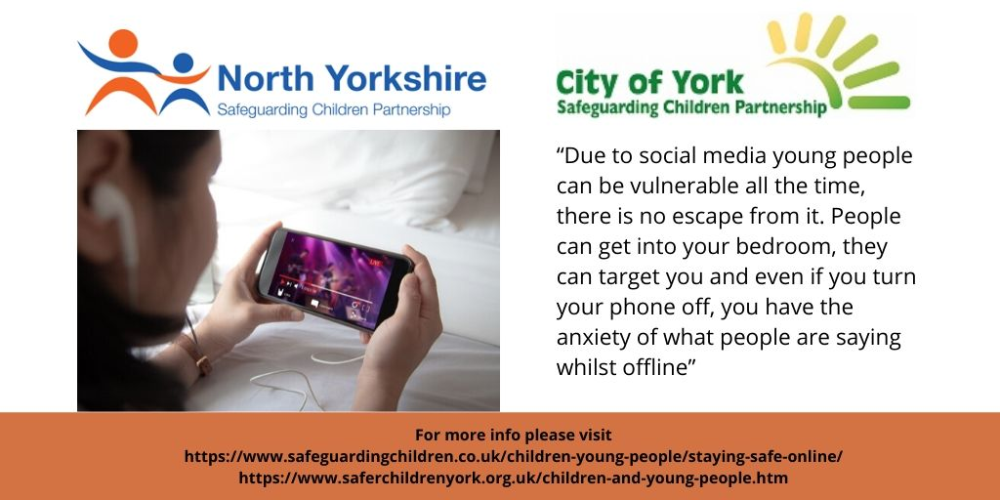 North Yorkshire
Safeguarding Children Partnership
City of York
Safeguarding Children Partnership
LIVE
“Due to social media young people
can be vulnerable all the time,
there is no escape from it. People
can get into your bedroom, they
can target you and even if you turn
your phone off, you have the
anxiety of what people are saying
whilst offline”
For more info please visit
https://www.safeguardingchildren.co.uk/children-young-people/staying-safe-online/
https://www.saferchildrenyork.org.uk/children-and-young-people.htm